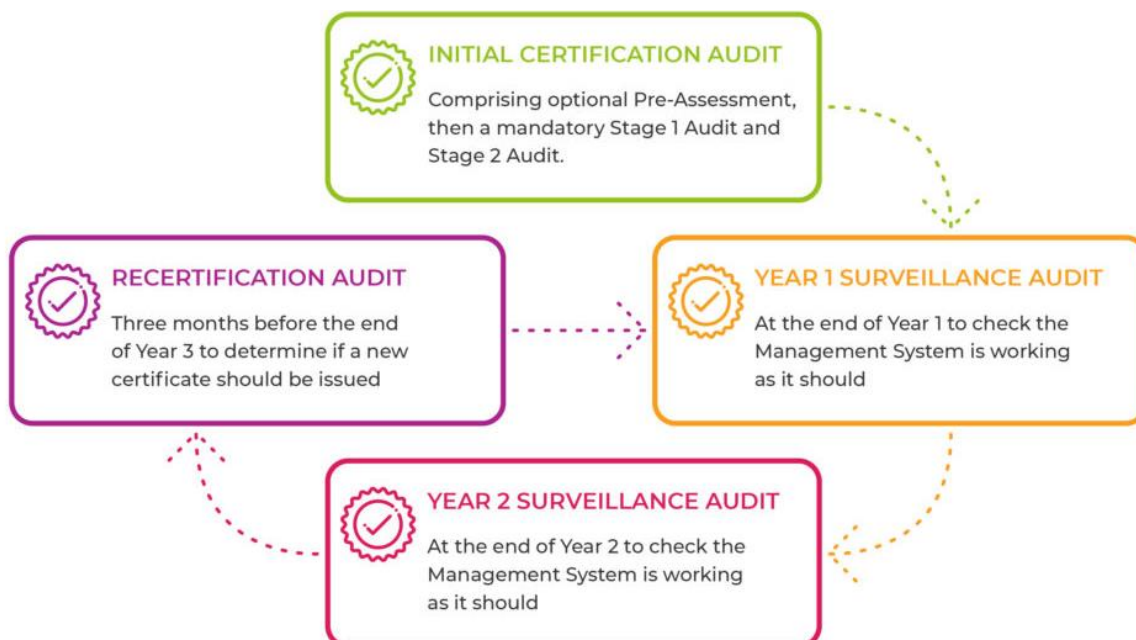 INITIAL CERTIFICATION AUDIT
Comprising optional Pre-Assessment,
then a mandatory Stage 1 Audit and
Stage 2 Audit.
RECERTIFICATION AUDIT
Three months before the end
of Year 3 to determine if a new
certificate should be issued
YEAR 1 SURVEILLANCE AUDIT
At the end of Year 1 to check the
Management System is working
as it should
YEAR 2 SURVEILLANCE AUDIT
At the end of Year 2 to check the
Management System is working
as it should